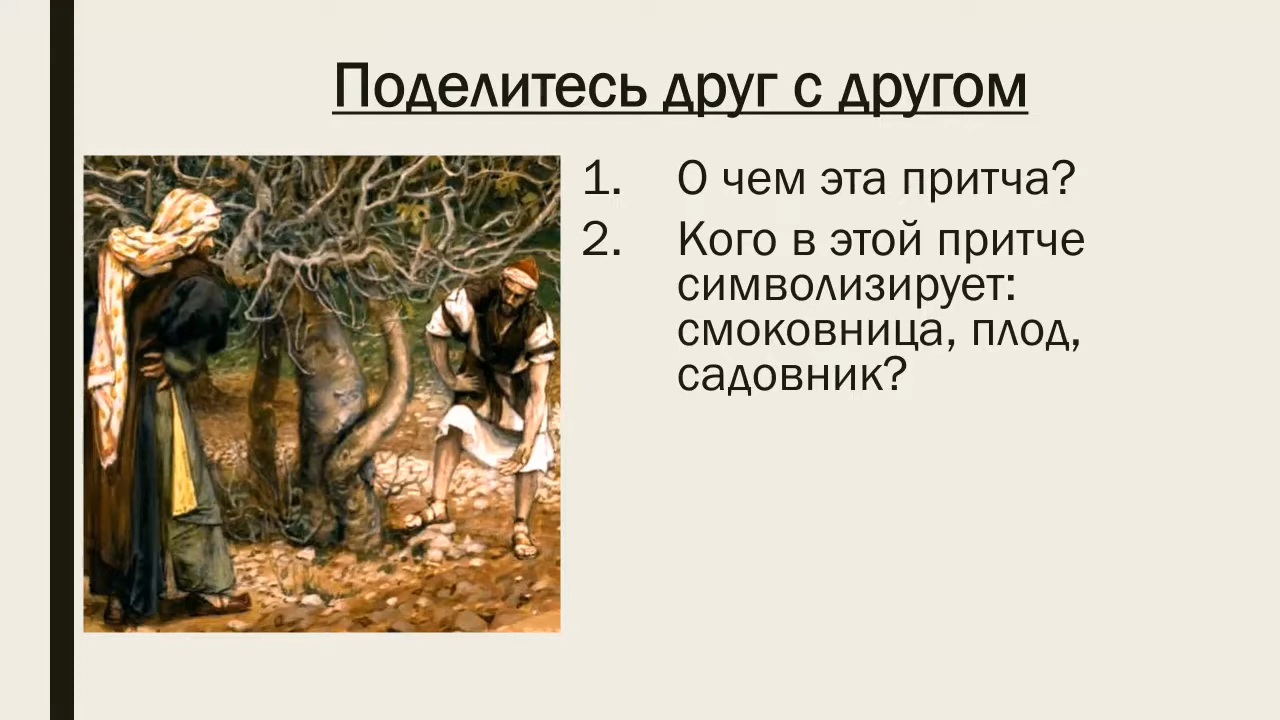 Поделитесь друг с другом
1. О чем эта притча?
2. Кого в этой притче
символизирует:
смоковница, плод,
садовник?